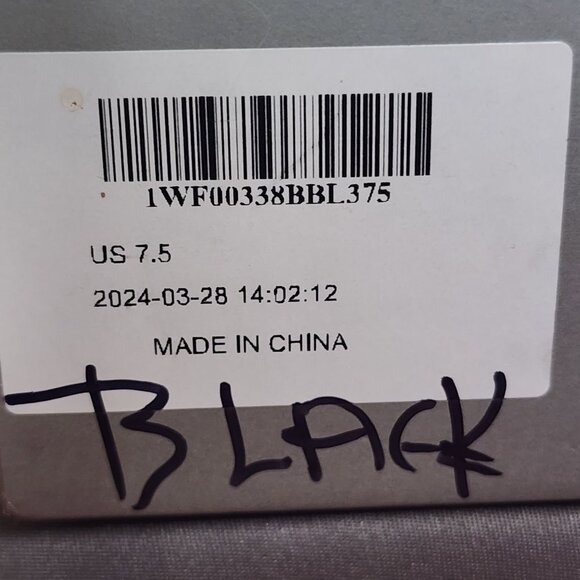 1WF00338BBL375
US 7.5
2024-03-28 14:02:12
MADE IN CHINA
BLACK